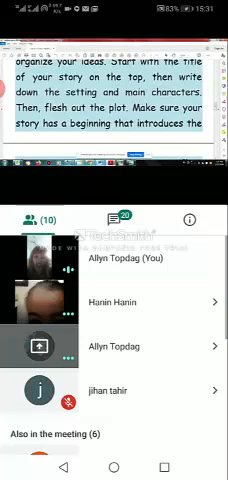 83% 15:31
organize your ideas. Start with the title
of your story on the top, then write
down the setting and main characters.
Then, flesh out the plot. Make sure your
story has a beginning that introduces the
(10)
20
TechSmith
Allyn Topdag (You)
Hanin Hanin
Allyn Topdag
j
jihan tahir
Also in the meeting (6)